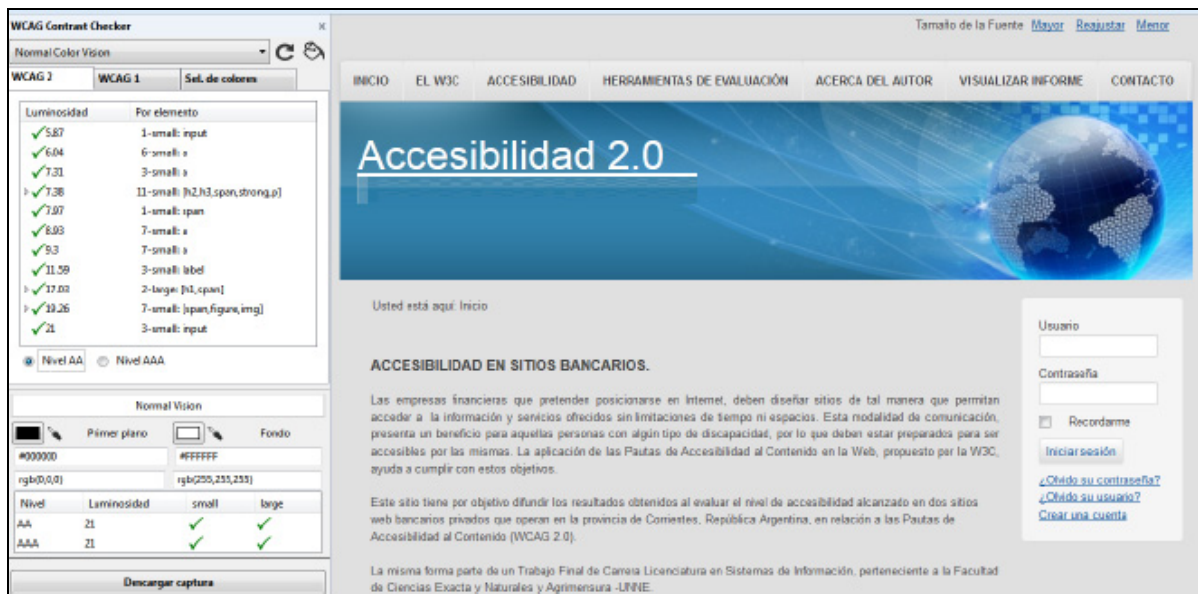 WCAG Contrast Checker
Normal Color Vision
WCAG 2 WCAG 1 Sel. de colores
Luminosidad Por elemento
5.87 1-small: input
6.04 6-small: a
7.31 3-small: a
7.38 11-small: [h2,h3,span,strong,p]
7.97 1-small: span
8.93 7-small: a
9.3 7-small: a
11.59 3-small: label
17.03 2-large: [h1,span]
19.26 7-small: [span,figure,img]
21 3-small: input
Nivel AA Nivel AAA
Normal Vision
Primer plano Fondo
#000000 #FFFFFF
rgb(0,0,0) rgb(255,255,255)
Nivel Luminosidad small large
AA 21
AAA 21
Descargar captura
Tamaño de la Fuente Mayor Reajustar Menor
INICIO EL W3C ACCESIBILIDAD HERRAMIENTAS DE EVALUACIÓN ACERCA DEL AUTOR VISUALIZAR INFORME CONTACTO
Accesibilidad 2.0
Usted está aquí: Inicio
ACCESIBILIDAD EN SITIOS BANCARIOS.
Las empresas financieras que pretender posicionarse en Internet, deben diseñar sitios de tal manera que permitan
acceder a la información y servicios ofrecidos sin limitaciones de tiempo ni espacios. Esta modalidad de comunicación,
presenta un beneficio para aquellas personas con algún tipo de discapacidad, por lo que deben estar preparados para ser
accesibles por las mismas. La aplicación de las Pautas de Accesibilidad al Contenido en la Web, propuesto por la W3C,
ayuda a cumplir con estos objetivos.
Este sitio tiene por objetivo difundir los resultados obtenidos al evaluar el nivel de accesibilidad alcanzado en dos sitios
web bancarios privados que operan en la provincia de Corrientes, República Argentina, en relación a las Pautas de
Accesibilidad al Contenido (WCAG 2.0).
La misma forma parte de un Trabajo Final de Carrera Licenciatura en Sistemas de Información, perteneciente a la Facultad
de Ciencias Exacta y Naturales y Agrimensura -UNNE.
Usuario
Contraseña
Recordarme
Iniciar sesión
¿Olvido su contraseña?
¿Olvido su usuario?
Crear una cuenta